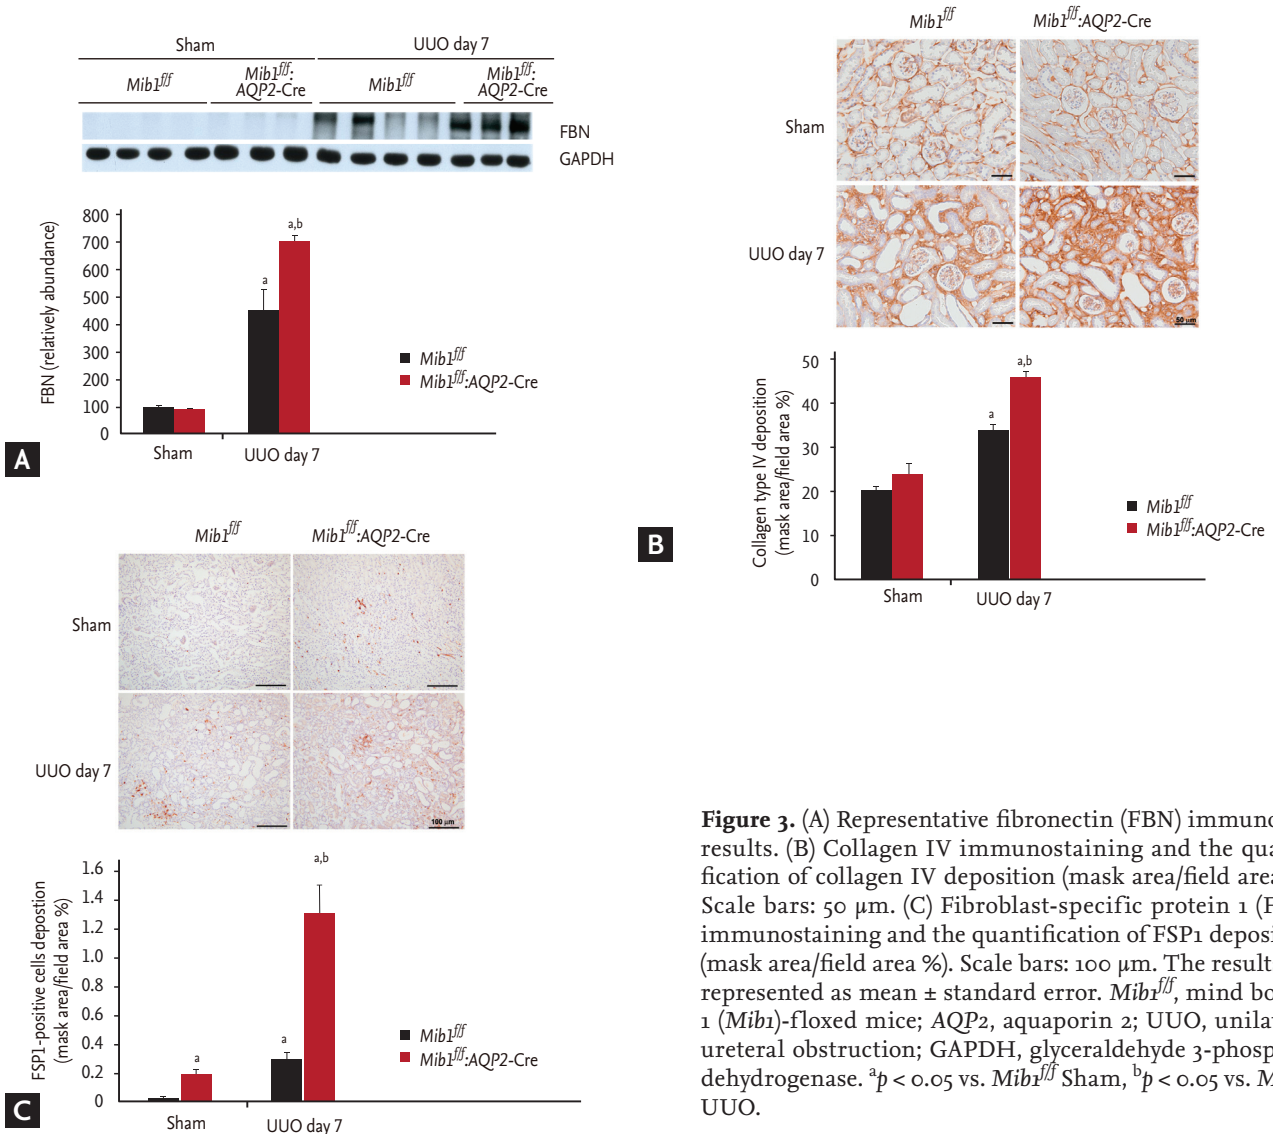 Sham UUO day 7
Mib1f/f Mib1f/f: AQP2-Cre Mib1f/f Mib1f/f: AQP2-Cre
FBN
GAPDH
FBN (relatively abundance)
800
700
600
500
400
300
200
100
0
a
a,b
Sham UUO day 7
Mib1f/f
Mib1f/f:AQP2-Cre
A
Mib1f/f Mib1f/f:AQP2-Cre
Sham
UUO day 7
50 µm
Collagen type IV deposition
(mask area/field area %)
50
40
30
20
10
0
a
a,b
Sham UUO day 7
Mib1f/f
Mib1f/f:AQP2-Cre
B
Mib1f/f Mib1f/f:AQP2-Cre
Sham
UUO day 7
100 µm
FSP1-positive cells depostion
(mask area/field area %)
1.6
1.4
1.2
1.0
0.8
0.6
0.4
0.2
0
a
a
a,b
Sham UUO day 7
Mib1f/f
Mib1f/f:AQP2-Cre
C
Figure 3. (A) Representative fibronectin (FBN) immuno
results. (B) Collagen IV immunostaining and the qua
fication of collagen IV deposition (mask area/field area
Scale bars: 50 µm. (C) Fibroblast-specific protein 1 (F
immunostaining and the quantification of FSP1 deposi
(mask area/field area %). Scale bars: 100 µm. The result
represented as mean ± standard error. Mib1f/f, mind bo
1 (Mib1)-floxed mice; AQP2, aquaporin 2; UUO, unila
ureteral obstruction; GAPDH, glyceraldehyde 3-phosp
dehydrogenase. ap < 0.05 vs. Mib1f/f Sham, bp < 0.05 vs. M
UUO.